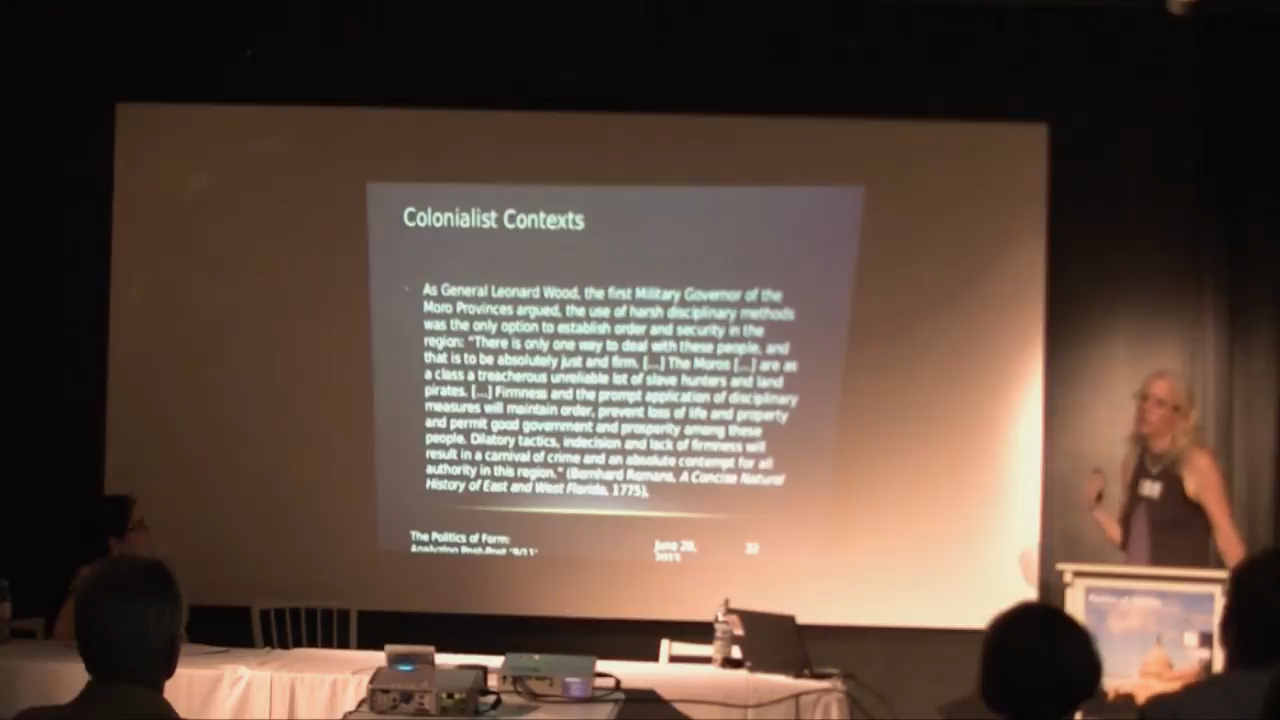 Colonialist Contexts
As General Leonard Wood, the first Military Governor of the
Moro Provinces argued, the use of harsh disciplinary methods
was the only option to establish order and security in the
region: "There is only one way to deal with these people, and
that is to be absolutely just and firm. [...] The Moros [...] are as
a class a treacherous unreliable lot of slave hunters and land
pirates. [...] Firmness and the prompt application of disciplinary
measures will maintain order, prevent loss of life and property
and permit good government and prosperity among these
people. Dilatory tactics, indecision and lack of firmness will
result in a carnival of crime and an absolute contempt for all
authority in this region." (Bernhard Romans, A Concise Natural
History of East and West Florida, 1775).
The Politics of Form:
Analyzing Post-Post '9/11'
June 20,